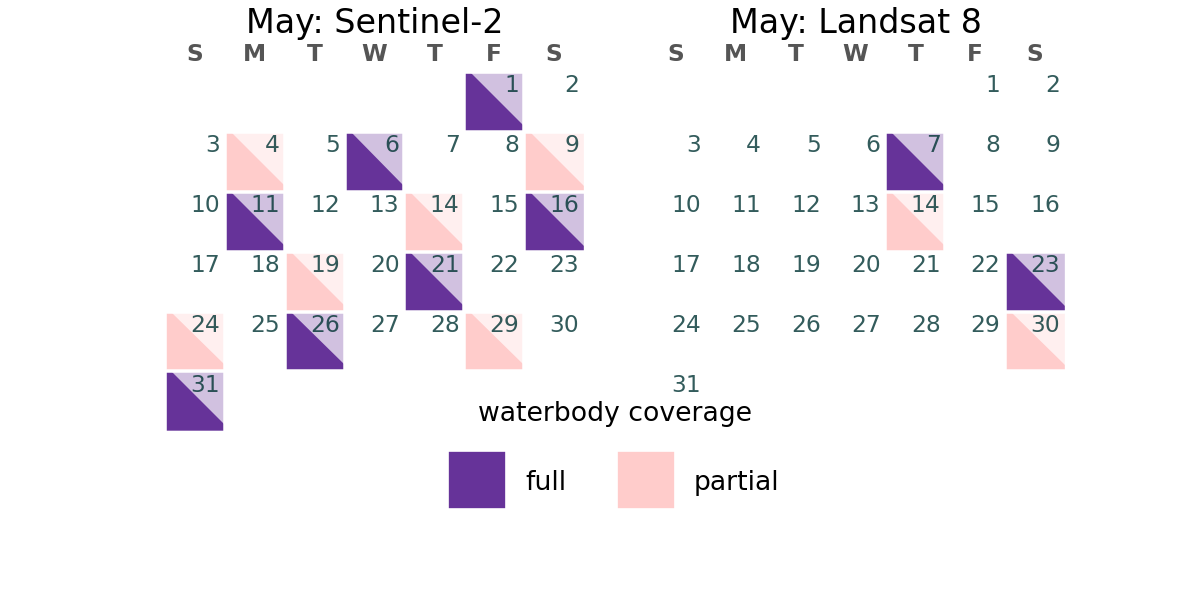 May: Sentinel-2
S M T W T F S
1 2
3 4 5 6 7 8 9
10 11 12 13 14 15 16
17 18 19 20 21 22 23
24 25 26 27 28 29 30
31
May: Landsat 8
S M T W T F S
1 2
3 4 5 6 7 8 9
10 11 12 13 14 15 16
17 18 19 20 21 22 23
24 25 26 27 28 29 30
31
waterbody coverage
full partial